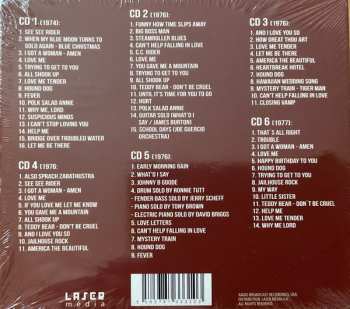 CD 1 (1974):
1. SEE SEE RIDER
2. WHEN MY BLUE MOON TURNS TO
GOLD AGAIN - BLUE CHRISTMAS
3. I GOT A WOMAN - AMEN
4. LOVE ME
5. TRYING TO GET TO YOU
6. ALL SHOOK UP
7. LOVE ME TENDER
8. HOUND DOG
9. FEVER
10. POLK SALAD ANNIE
11. WHY ME, LORD
12. SUSPICIOUS MINDS
13. I CAN'T STOP LOVING YOU
14. HELP ME
15. BRIDGE OVER TROUBLED WATER
16. LET ME BE THERE
CD 2 (1976):
1. FUNNY HOW TIME SLIPS AWAY
2. BIG BOSS MAN
3. STEAMROLLER BLUES
4. CAN'T HELP FALLING IN LOVE
5. C.C. RIDER
6. LOVE ME
7. YOU GAVE ME A MOUNTAIN
8. TRYING TO GET TO YOU
9. ALL SHOOK UP
10. TEDDY BEAR - DON'T BE CRUEL
11. UNTIL IT'S TIME FOR YOU TO GO
12. HURT
13. POLK SALAD ANNIE
14. BAND SOLOS (WHAT'D I
SAY / JAMES BURTON)
15. SCHOOL DAYS (JOE GUERCIO
ORCHESTRA)
CD 3 (1976):
1. AND I LOVE YOU SO
2. HOW GREAT THOU ART
3. LOVE ME TENDER
4. LET ME BE THERE
5. AMERICA THE BEAUTIFUL
6. HEARTBREAK HOTEL
7. HOUND DOG
8. HAWAIIAN WEDDING SONG
9. MYSTERY TRAIN - TIGER MAN
10. CAN'T HELP FALLING IN LOVE
11. CLOSING VAMP
CD 4 (1976):
1. ALSO SPRACH ZARATHUSTRA
2. SEE SEE RIDER
3. I GOT A WOMAN - AMEN
4. LOVE ME
5. IF YOU LOVE ME LET ME KNOW
6. YOU GAVE ME A MOUNTAIN
7. ALL SHOOK UP
8. TEDDY BEAR - DON'T BE CRUEL
9. AND I LOVE YOU SO
10. JAILHOUSE ROCK
11. AMERICA THE BEAUTIFUL
CD 5 (1976):
1. EARLY MORNING RAIN
2. WHAT'D I SAY
3. JOHNNY B GOODE
4. DRUM SOLO BY RONNIE TUTT -
FENDER BASS SOLO BY JERRY SCHEFF -
PIANO SOLO BY TONY BROWN
- ELECTRIC PIANO SOLO BY DAVID BRIGGS
5. LOVE LETTERS
6. CAN'T HELP FALLING IN LOVE
7. MYSTERY TRAIN
8. HOUND DOG
9. FEVER
CD 6 (1977):
1. THAT'S ALL RIGHT
2. TROUBLE
3. I GOT A WOMAN - AMEN
4. LOVE ME
5. HAPPY BIRTHDAY TO YOU
6. HOUND DOG
7. TRYING TO GET TO YOU
8. JAILHOUSE ROCK
9. MY WAY
10. LITTLE SISTER
11. TEDDY BEAR - DON'T BE CRUEL
12. HELP ME
13. LOVE ME TENDER
14. WHY ME LORD
LASER
media